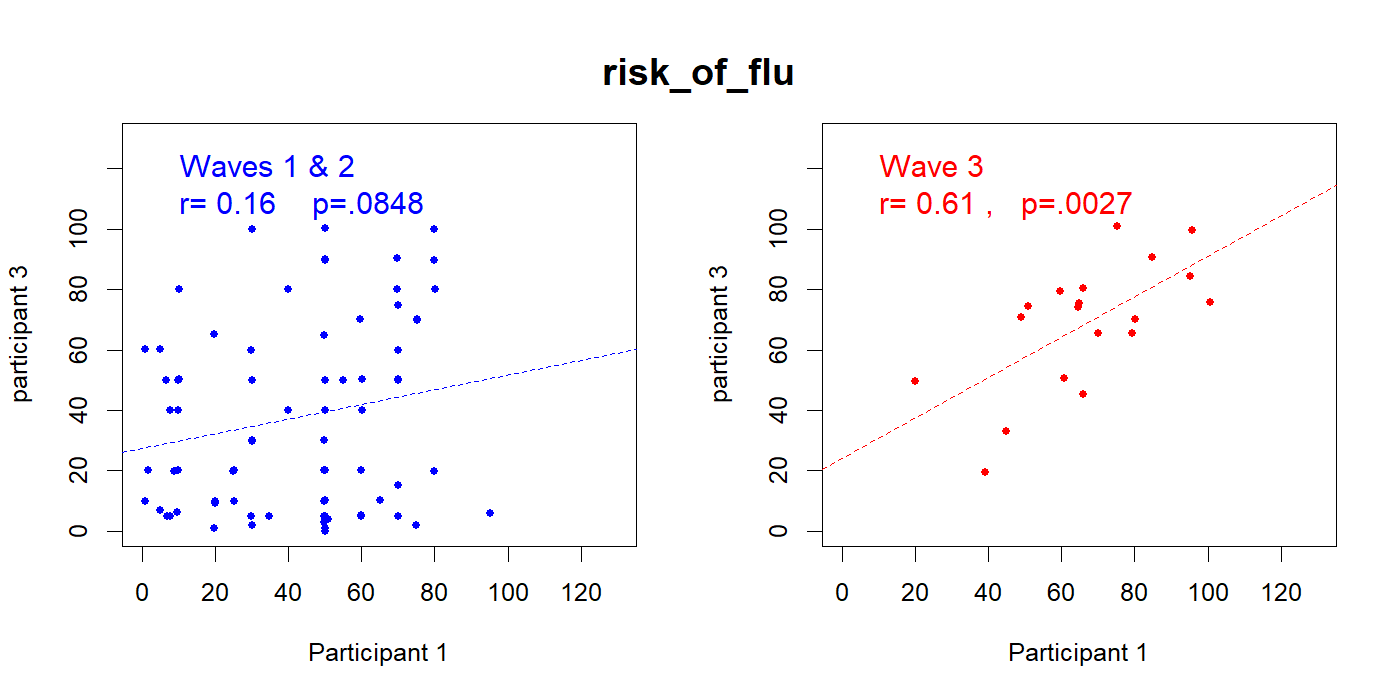 risk_of_flu
Waves 1 & 2
r= 0.16 p=.0848
participant 3
0 20 40 60 80 100
0 20 40 60 80 100 120
Participant 1
Wave 3
r= 0.61 , p=.0027
participant 3
0 20 40 60 80 100
0 20 40 60 80 100 120
Participant 1